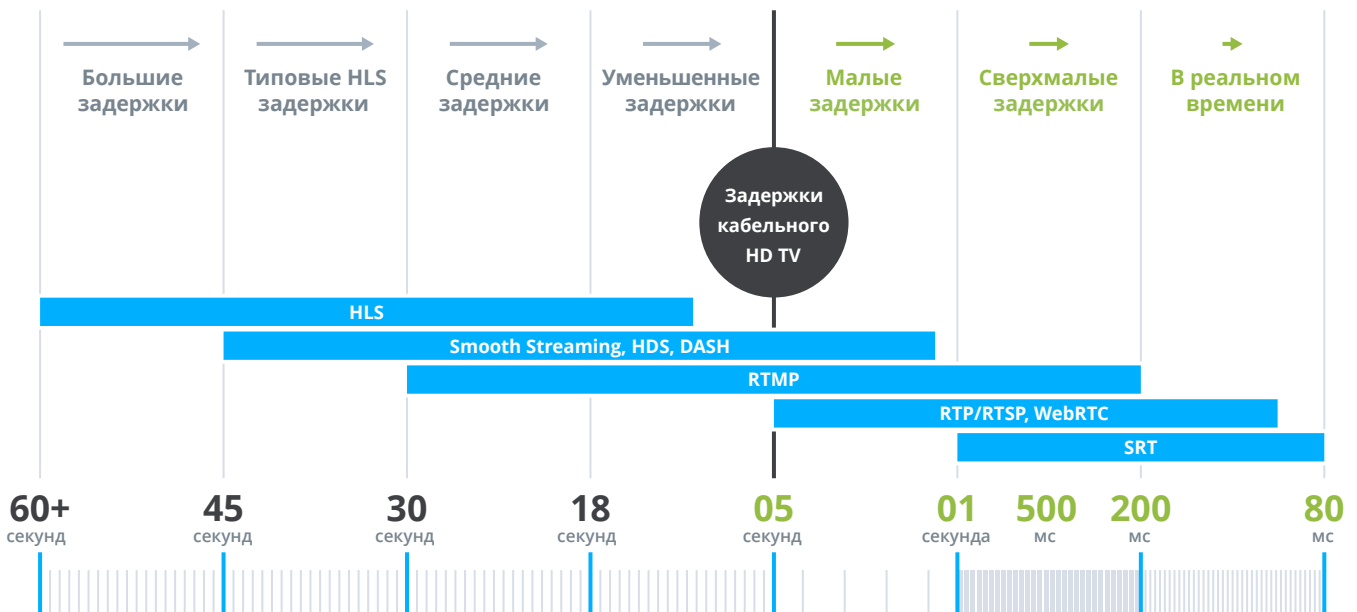 Большие
задержки
Типовые HLS
задержки
Средние
задержки
Уменьшенные
задержки
Малые
задержки
Сверхмалые
задержки
В реальном
времени
Задержки
кабельного
HD TV
HLS
Smooth Streaming, HDS, DASH
RTMP
RTP/RTSP, WebRTC
SRT
60+
секунд
45
секунд
30
секунд
18
секунд
05
секунд
01
секунда
500
мс
200
мс
80
мс